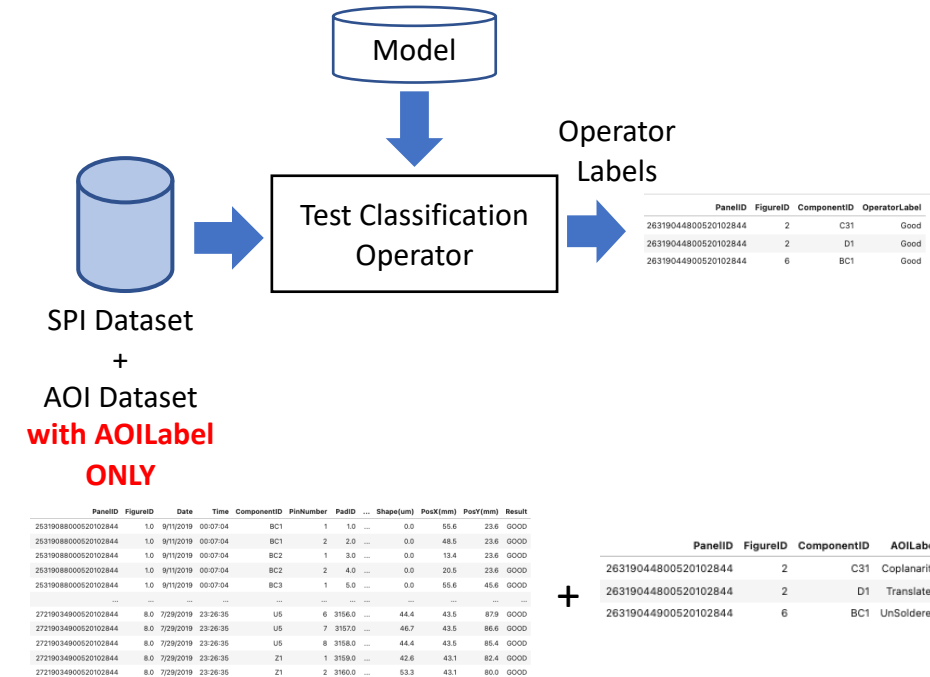 Model
Operator
Labels
Test Classification
Operator
PanelID FigureID ComponentID OperatorLabel
26319044800520102844 2 C31 Good
26319044800520102844 2 D1 Good
26319044900520102844 6 BC1 Good
SPI Dataset
+
AOI Dataset
with AOILabel
ONLY
PanelID FigureID Date Time ComponentID PinNumber PadID ... Shape(um) PosX(mm) PosY(mm) Result
25319088000520102844 1.0 9/11/2019 00:07:04 BC1 1 1.0 ... 0.0 55.6 23.6 GOOD
25319088000520102844 1.0 9/11/2019 00:07:04 BC1 2 2.0 ... 0.0 48.5 23.6 GOOD
25319088000520102844 1.0 9/11/2019 00:07:04 BC2 1 3.0 ... 0.0 13.4 23.6 GOOD
25319088000520102844 1.0 9/11/2019 00:07:04 BC2 2 4.0 ... 0.0 20.5 23.6 GOOD
25319088000520102844 1.0 9/11/2019 00:07:04 BC3 1 5.0 ... 0.0 55.6 45.6 GOOD
... ... ... ... ... ... ... ... ... ... ... ...
27219034900520102844 8.0 7/29/2019 23:26:35 U5 6 3156.0 ... 44.4 43.5 87.9 GOOD
27219034900520102844 8.0 7/29/2019 23:26:35 U5 7 3157.0 ... 46.7 43.5 86.6 GOOD
27219034900520102844 8.0 7/29/2019 23:26:35 U5 8 3158.0 ... 44.4 43.5 85.4 GOOD
27219034900520102844 8.0 7/29/2019 23:26:35 Z1 1 3159.0 ... 42.6 43.1 82.4 GOOD
27219034900520102844 8.0 7/29/2019 23:26:35 Z1 2 3160.0 ... 53.3 43.1 80.0 GOOD
+
PanelID FigureID ComponentID AOILabe
26319044800520102844 2 C31 Coplanarit
26319044800520102844 2 D1 Translate
26319044900520102844 6 BC1 UnSoldere